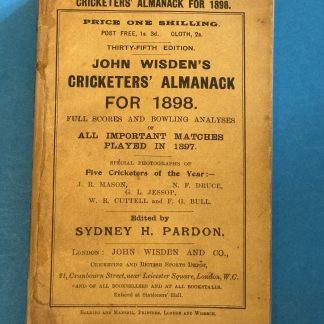 CRICKETERS' ALMANACK FOR 1898.
PRICE ONE SHILLING.
POST FREE, 1s. 3d. CLOTH, 2s.
THIRTY-FIFTH EDITION.
JOHN WISDEN'S
CRICKETERS' ALMANACK
FOR 1898.
FULL SCORES AND BOWLING ANALYSES
OF
ALL IMPORTANT MATCHES
PLAYED IN 1897.
SPECIAL PHOTOGRAPHS OF
Five Cricketers of the Year:—
J. R. MASON, N. F. DRUCE,
G. L. JESSOP,
W. R. CUTTELL and F. G. BULL.
Edited by
SYDNEY H. PARDON.
LONDON: JOHN WISDEN AND CO.,
CRICKETING AND BRITISH SPORTS DEPÔT,
21, Cranbourn Street, near Leicester Square, London, W.C.
AND OF ALL BOOKSELLERS AND AT ALL BOOKSTALLS.
Entered at Stationers' Hall.
PRINTERS, LONDON AND